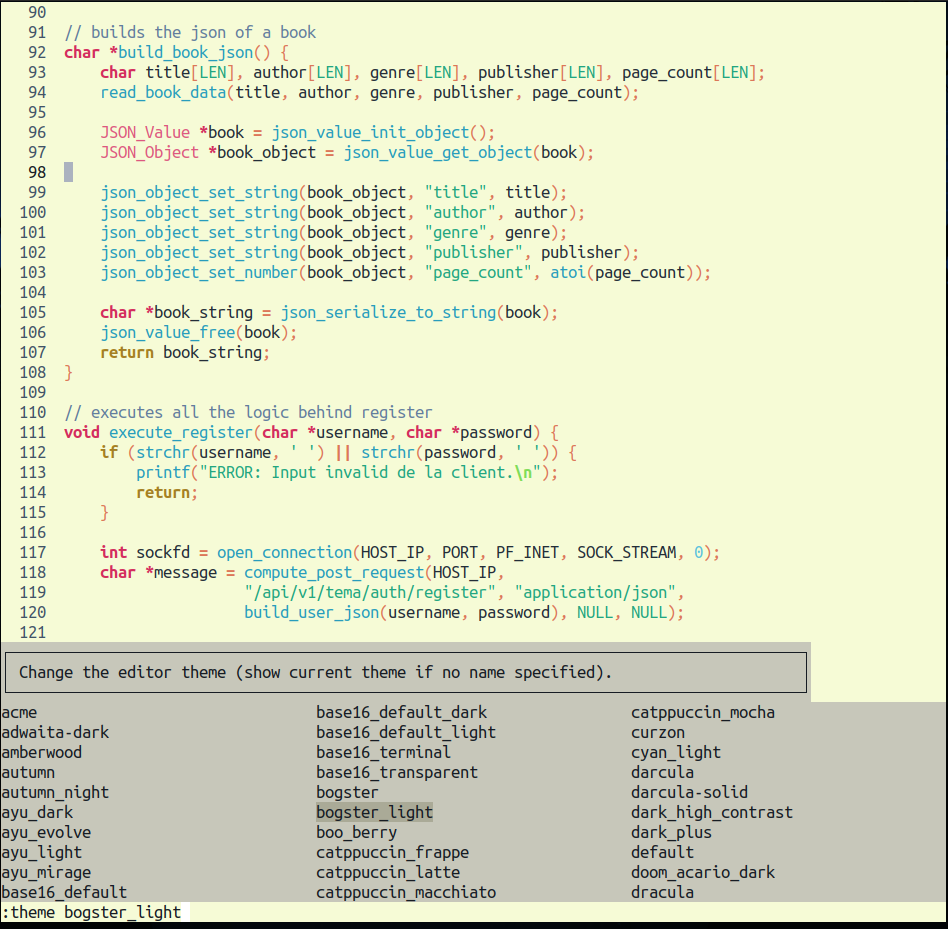 90
91 // builds the json of a book
92 char *build_book_json() {
93     char title[LEN], author[LEN], genre[LEN], publisher[LEN], page_count[LEN];
94     read_book_data(title, author, genre, publisher, page_count);
95
96     JSON_Value *book = json_value_init_object();
97     JSON_Object *book_object = json_value_get_object(book);
98
99     json_object_set_string(book_object, "title", title);
100     json_object_set_string(book_object, "author", author);
101     json_object_set_string(book_object, "genre", genre);
102     json_object_set_string(book_object, "publisher", publisher);
103     json_object_set_number(book_object, "page_count", atoi(page_count));
104
105     char *book_string = json_serialize_to_string(book);
106     json_value_free(book);
107     return book_string;
108 }
109
110 // executes all the logic behind register
111 void execute_register(char *username, char *password) {
112     if (strchr(username, ' ') || strchr(password, ' ')) {
113         printf("ERROR: Input invalid de la client.\n");
114         return;
115     }
116
117     int sockfd = open_connection(HOST_IP, PORT, PF_INET, SOCK_STREAM, 0);
118     char *message = compute_post_request(HOST_IP,
119                     "/api/v1/tema/auth/register", "application/json",
120                     build_user_json(username, password), NULL, NULL);
121
Change the editor theme (show current theme if no name specified).
acme base16_default_dark catppuccin_mocha
adwaita-dark base16_default_light curzon
amberwood base16_terminal cyan_light
autumn base16_transparent darcula
autumn_night bogster darcula-solid
ayu_dark bogster_light dark_high_contrast
ayu_evolve boo_berry dark_plus
ayu_light catppuccin_frappe default
ayu_mirage catppuccin_latte doom_acario_dark
base16_default catppuccin_macchiato dracula
:theme bogster_light